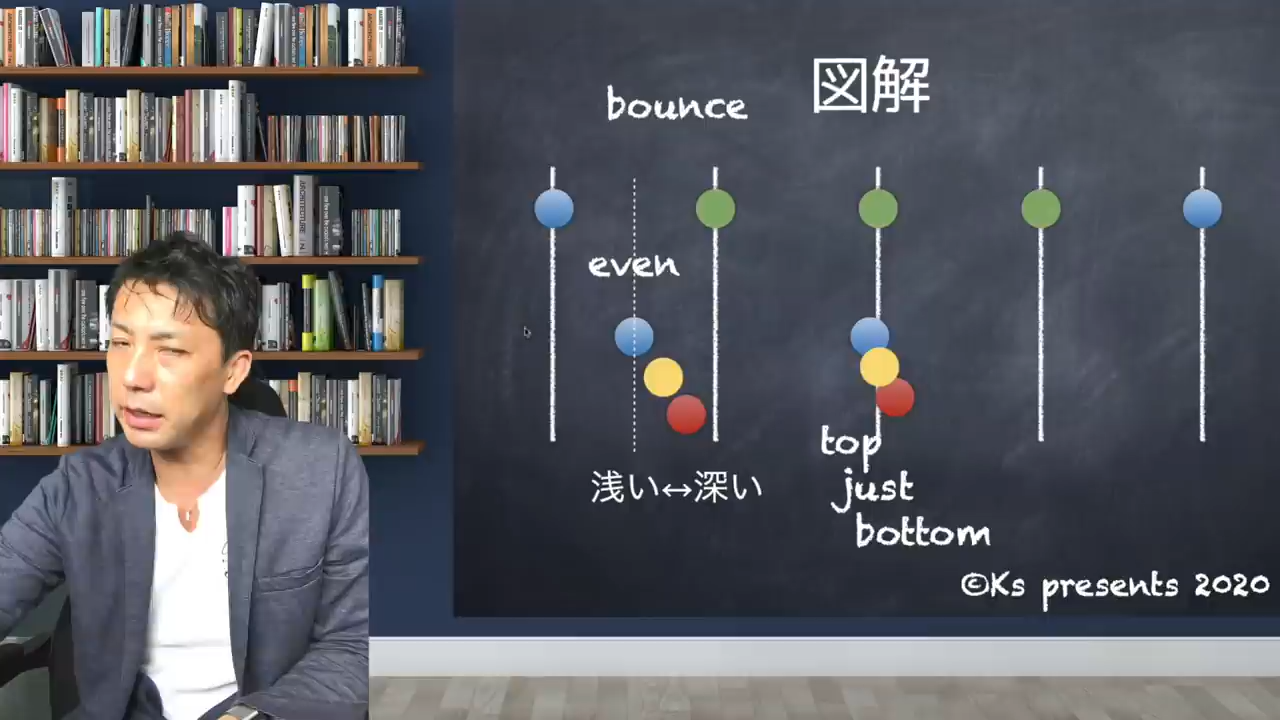 図解
bounce
even
浅い↔深い
top
just
bottom
©Ks presents 2020